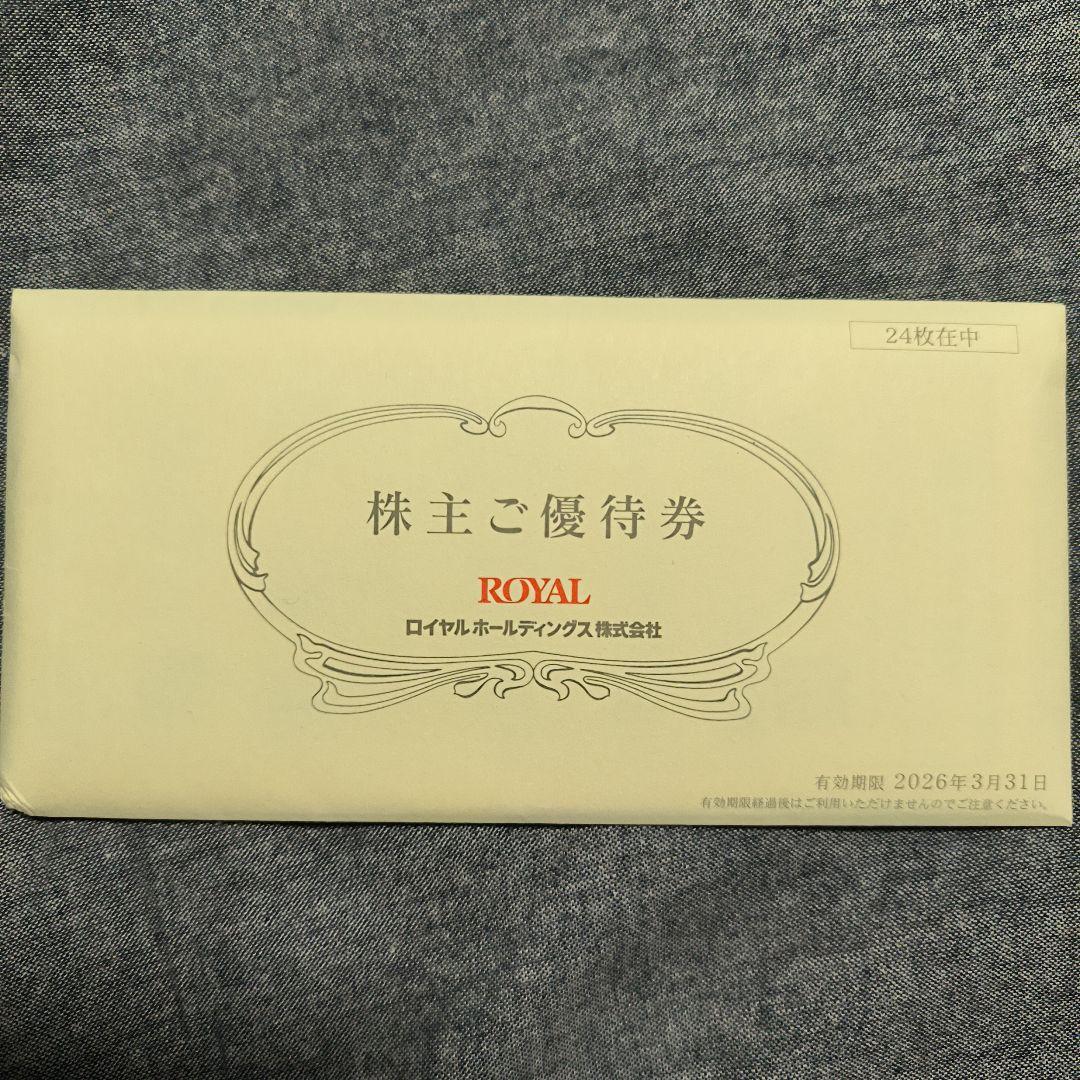 24枚在中
株主ご優待券
ROYAL
ロイヤルホールディングス株式会社
有効期限 2026年3月31日
有効期限経過後はご利用いただけませんのでご注意ください。